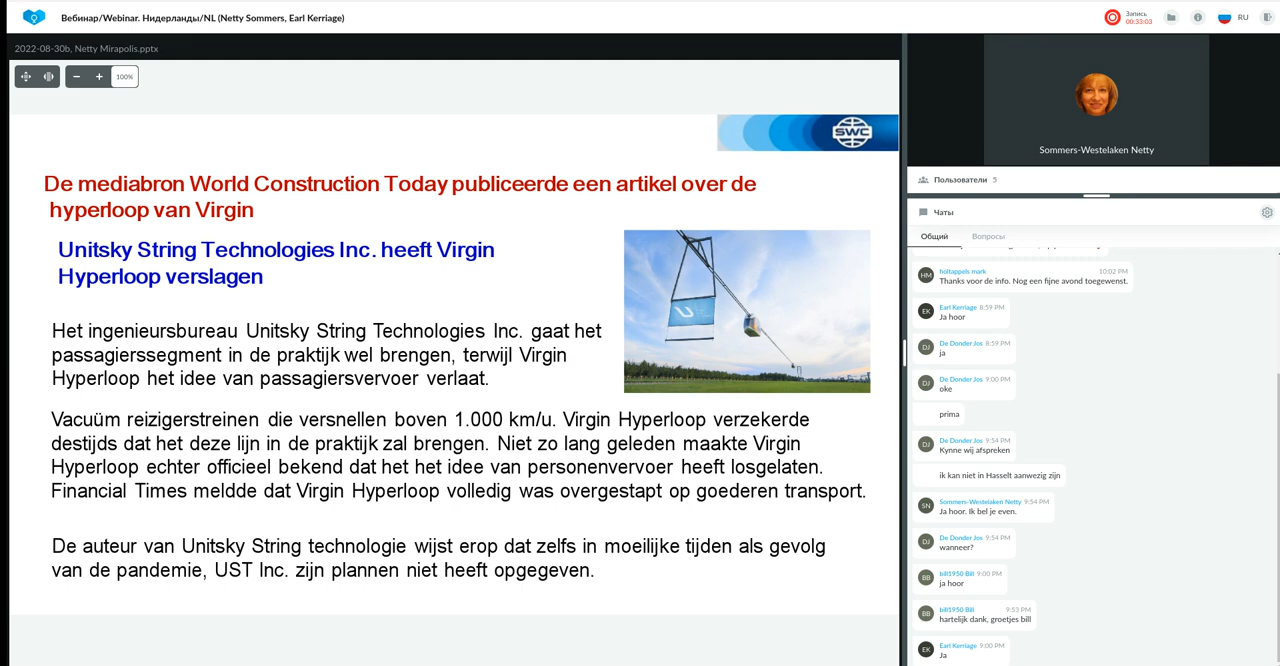 Вебинар/Webinar. Нидерланды/NL (Netty Sommers, Earl Kerriage)
Запись
00:33:03
RU
2022-08-30b, Netty Mirapolis.pptx
100%
SWC
De mediabron World Construction Today publiceerde een artikel over de
hyperloop van Virgin
Unitsky String Technologies Inc. heeft Virgin
Hyperloop verslagen
Het ingenieursbureau Unitsky String Technologies Inc. gaat het
passagierssegment in de praktijk wel brengen, terwijl Virgin
Hyperloop het idee van passagiersvervoer verlaat.
Vacuüm reizigerstreinen die versnellen boven 1.000 km/u. Virgin Hyperloop verzekerde
destijds dat het deze lijn in de praktijk zal brengen. Niet zo lang geleden maakte Virgin
Hyperloop echter officieel bekend dat het het idee van personenvervoer heeft losgelaten.
Financial Times meldde dat Virgin Hyperloop volledig was overgestapt op goederen transport.
De auteur van Unitsky String technologie wijst erop dat zelfs in moeilijke tijden als gevolg
van de pandemie, UST Inc. zijn plannen niet heeft opgegeven.
Sommers-Westelaken Netty
Пользователи 5
Чаты
Общий Вопросы
HM holtappels mark 10:02 PM
Thanks voor de info. Nog een fijne avond toegewenst.
EK Earl Kerriage 8:59 PM
Ja hoor
DJ De Donder Jos 8:59 PM
ja
DJ De Donder Jos 9:00 PM
oke
prima
DJ De Donder Jos 9:54 PM
Kynne wij afspreken
ik kan niet in Hasselt aanwezig zijn
SN Sommers-Westelaken Netty 9:54 PM
Ja hoor. Ik bel je even.
DJ De Donder Jos 9:54 PM
wanneer?
BB bill1950 Bill 9:00 PM
ja hoor
BB bill1950 Bill 9:53 PM
hartelijk dank, groetjes bill
EK Earl Kerriage 9:00 PM
Ja